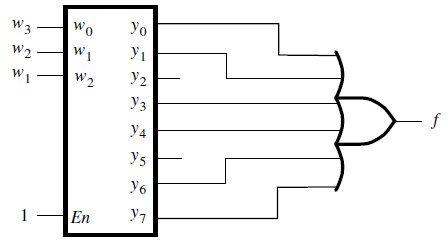 w3 w0 y0
w2 w1 y1
w1 w2 y2
y3
y4 f
y5
y6
1 En y7